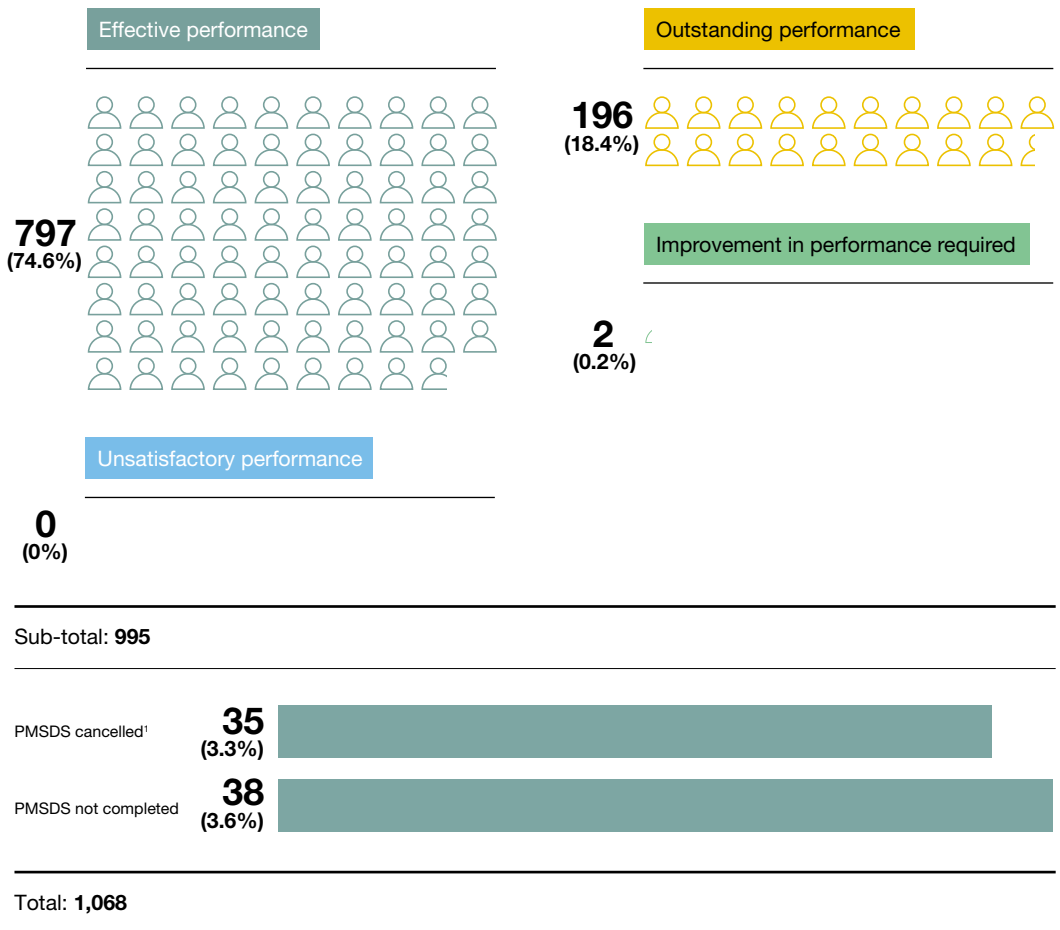 Effective performance
797
(74.6%)
Outstanding performance
196
(18.4%)
Improvement in performance required
2
(0.2%)
Unsatisfactory performance
0
(0%)
Sub-total: 995
PMSDS cancelled¹
35
(3.3%)
PMSDS not completed
38
(3.6%)
Total: 1,068